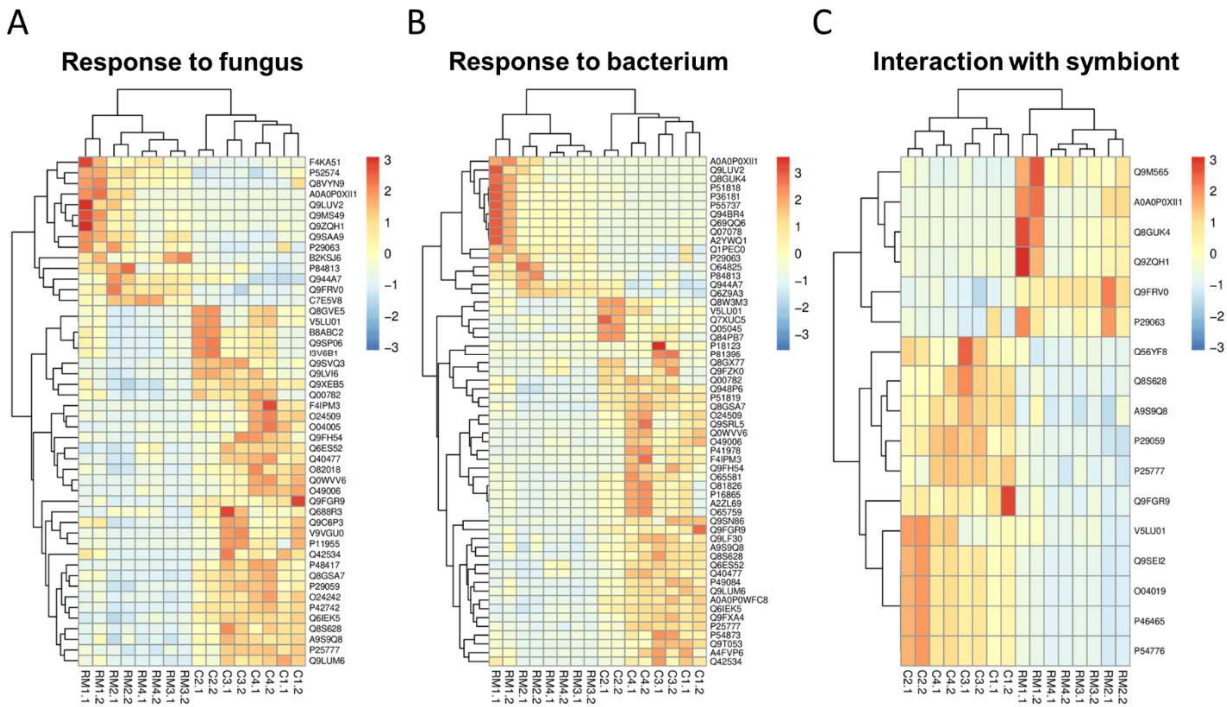 A
Response to fungus
F4KA51
P52574
Q8VYN9
A0A0P0XII1
Q9LUV2
Q9MS49
Q9ZQH1
Q9SAA9
P29063
B2KSJ6
P84813
Q944A7
Q9FRV0
C7E5V8
Q8GVE5
V5LU01
B8ABC2
Q9SP06
I3V6B1
Q9SVQ3
Q9LVI6
Q9XEB5
Q00782
F4IPM3
O24509
O04005
Q9FH54
Q6ES52
Q40477
O82018
Q0WVV6
O49006
Q9FGR9
Q688R3
Q9C6P3
V9VGU0
P11955
Q42534
P48417
Q8GSA7
P29059
O24242
P42742
Q6IEK5
Q8S628
A9S9Q8
P25777
Q9LUM6
3
2
1
0
−1
−2
−3
RM1.1
RM1.2
RM2.1
RM2.2
RM4.1
RM4.2
RM3.1
RM3.2
C2.1
C2.2
C3.1
C3.2
C4.1
C4.2
C1.1
C1.2
B
Response to bacterium
A0A0P0XII1
Q9LUV2
Q8GUK4
P51818
P36181
P55737
Q94BR4
Q69QQ6
Q07078
A2YWQ1
Q1PEC0
P29063
O64825
P84813
Q944A7
Q6Z9A3
Q8W3M3
V5LU01
Q7XUC5
Q05045
Q84PB7
P18123
P81396
Q8GX77
Q9FZK0
Q00782
Q948P6
P51819
Q8GSA7
O24509
Q9SRL5
Q0WVV6
O49006
P41978
F4IPM3
Q9FH54
O65581
O81826
P16865
A2ZL69
O65759
Q9SN86
Q9FGR9
Q9LF30
A9S9Q8
Q8S628
Q6ES52
Q40477
P49084
Q9LUM6
A0A0P0WFC8
Q6IEK5
Q9FXA4
P25777
P54873
Q9T053
A4FVP6
Q42534
3
2
1
0
−1
−2
−3
RM1.1
RM1.2
RM2.1
RM2.2
RM4.1
RM4.2
RM3.1
RM3.2
C2.1
C2.2
C4.1
C4.2
C3.1
C3.2
C1.1
C1.2
C
Interaction with symbiont
Q9M565
A0A0P0XII1
Q8GUK4
Q9ZQH1
Q9FRV0
P29063
Q56YF8
Q8S628
A9S9Q8
P29059
P25777
Q9FGR9
V5LU01
Q9SEI2
O04019
P46465
P54776
3
2
1
0
−1
−2
−3
C2.1
C2.2
C4.1
C4.2
C3.1
C3.2
C1.1
C1.2
RM1.1
RM1.2
RM4.1
RM4.2
RM3.1
RM3.2
RM2.1
RM2.2